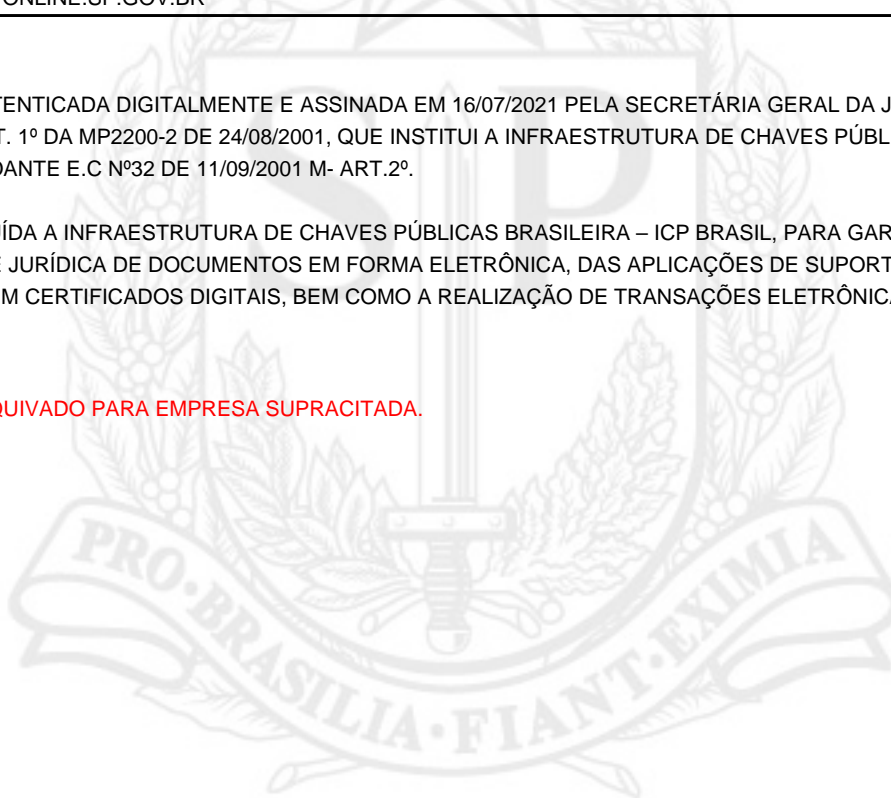 ONLINE.SP.GOV.BR
TENTICADA DIGITALMENTE E ASSINADA EM 16/07/2021 PELA SECRETÁRIA GERAL DA J
T. 1º DA MP2200-2 DE 24/08/2001, QUE INSTITUI A INFRAESTRUTURA DE CHAVES PÚBL
DANTE E.C Nº32 DE 11/09/2001 M- ART.2º.
ÍDA A INFRAESTRUTURA DE CHAVES PÚBLICAS BRASILEIRA – ICP BRASIL, PARA GAR
E JURÍDICA DE DOCUMENTOS EM FORMA ELETRÔNICA, DAS APLICAÇÕES DE SUPORT
M CERTIFICADOS DIGITAIS, BEM COMO A REALIZAÇÃO DE TRANSAÇÕES ELETRÔNICA
QUIVADO PARA EMPRESA SUPRACITADA.
SP
PRO·BRASILIA·FIANT·EXIMIA